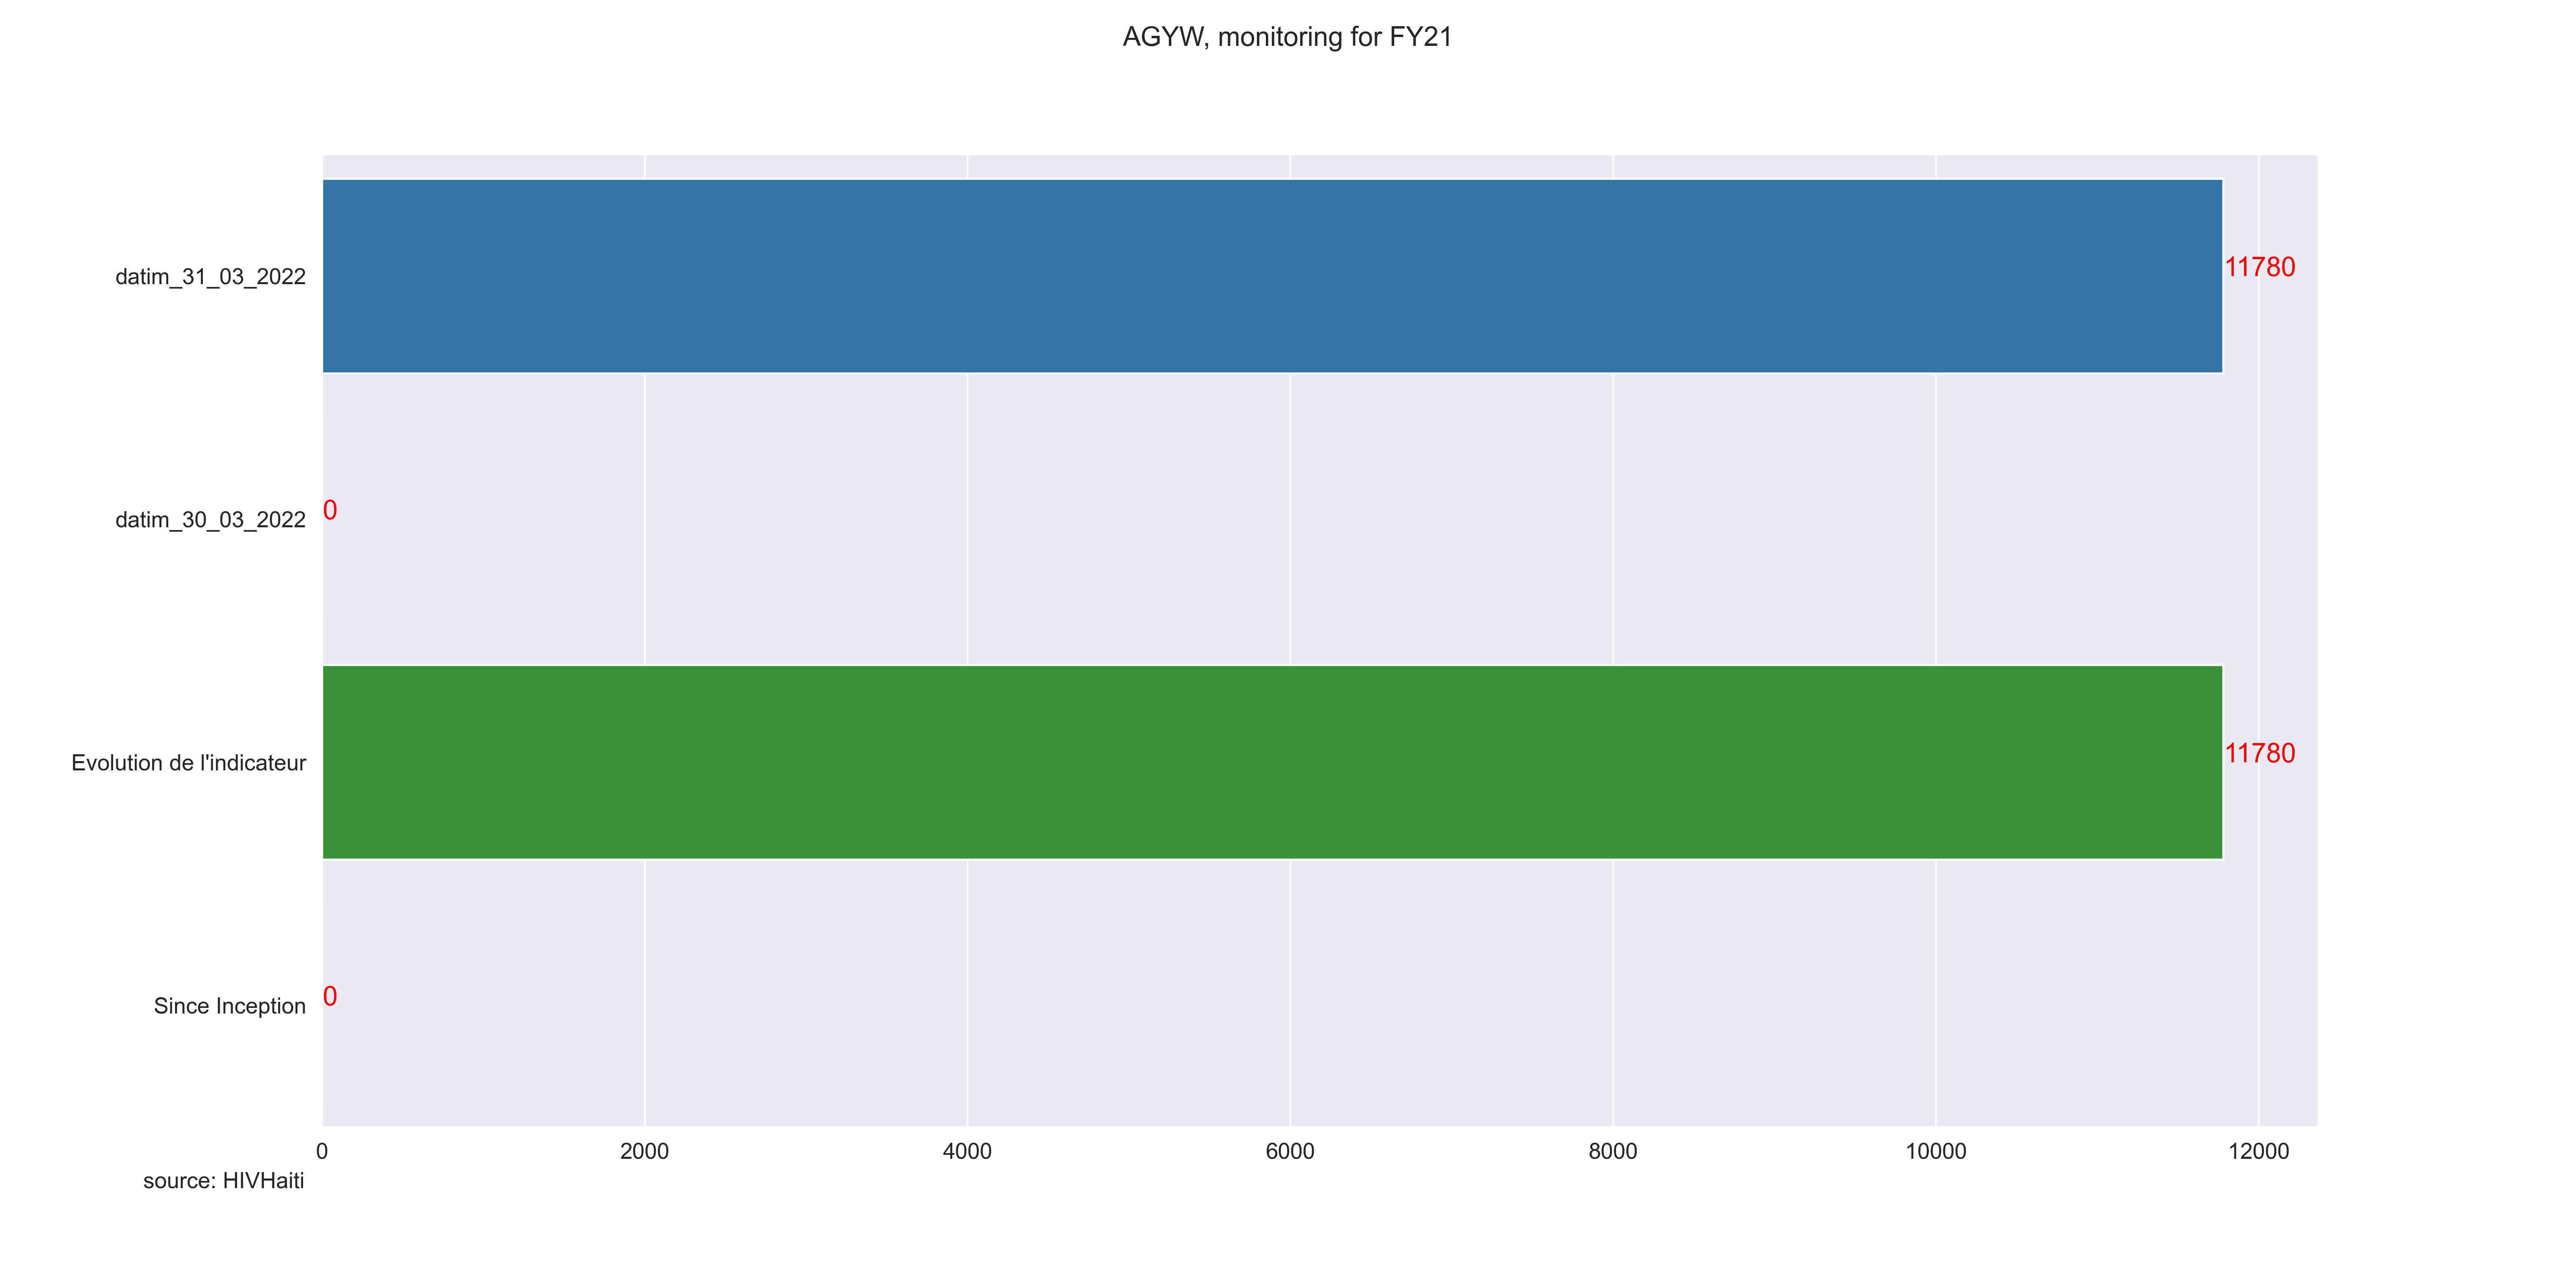 AGYW, monitoring for FY21
datim_31_03_2022
11780
datim_30_03_2022
0
Evolution de l'indicateur
11780
Since Inception
0
0 2000 4000 6000 8000 10000 12000
source: HIVHaiti